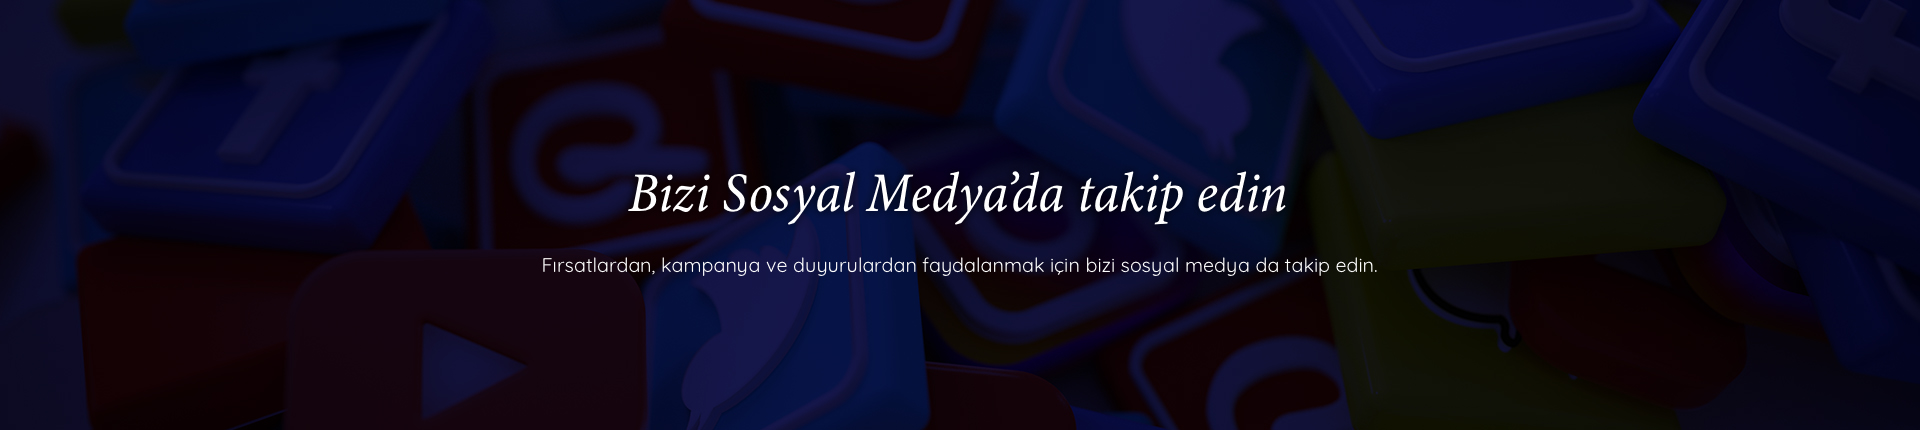 Bizi Sosyal Medya’da takip edin
Fırsatlardan, kampanya ve duyurulardan faydalanmak için bizi sosyal medya da takip edin.